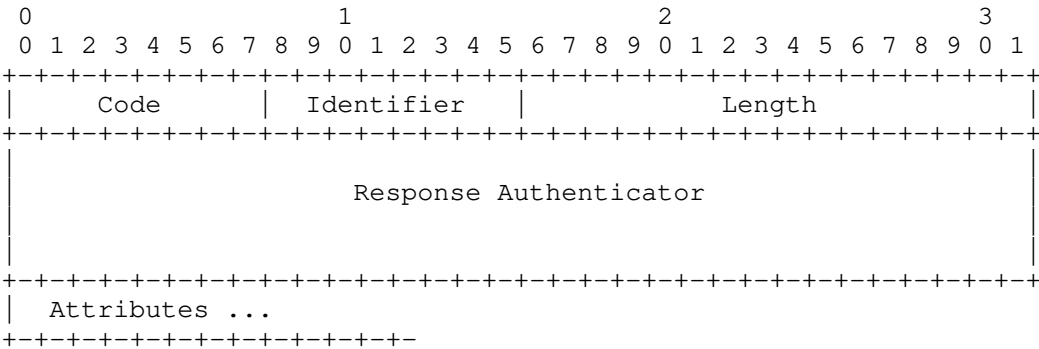 0                   1                   2                   3
 0 1 2 3 4 5 6 7 8 9 0 1 2 3 4 5 6 7 8 9 0 1 2 3 4 5 6 7 8 9 0 1
+-+-+-+-+-+-+-+-+-+-+-+-+-+-+-+-+-+-+-+-+-+-+-+-+-+-+-+-+-+-+-+-+
|     Code      |  Identifier   |            Length             |
+-+-+-+-+-+-+-+-+-+-+-+-+-+-+-+-+-+-+-+-+-+-+-+-+-+-+-+-+-+-+-+-+
|                                                               |
|                     Response Authenticator                    |
|                                                               |
|                                                               |
+-+-+-+-+-+-+-+-+-+-+-+-+-+-+-+-+-+-+-+-+-+-+-+-+-+-+-+-+-+-+-+-+
|  Attributes ...
+-+-+-+-+-+-+-+-+-+-+-+-+-